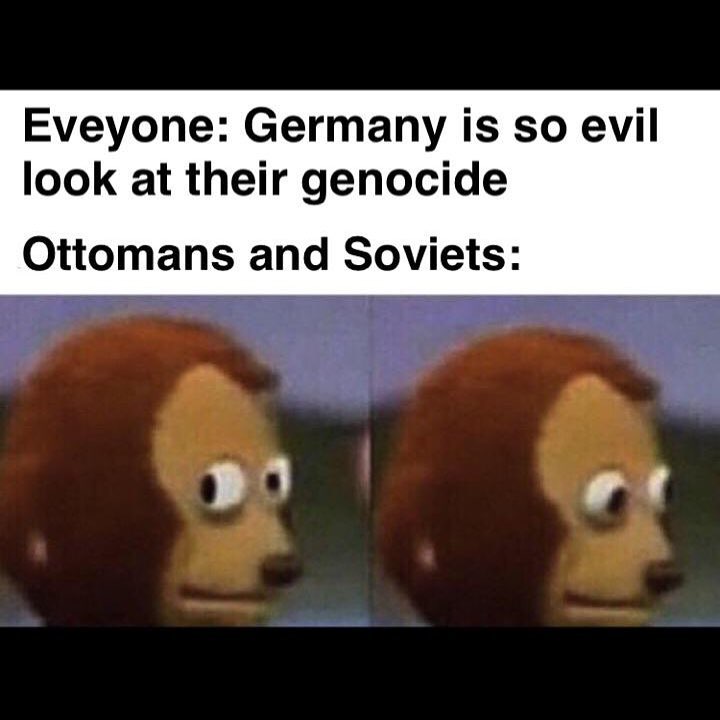 Eveyone: Germany is so evil
look at their genocide
Ottomans and Soviets: